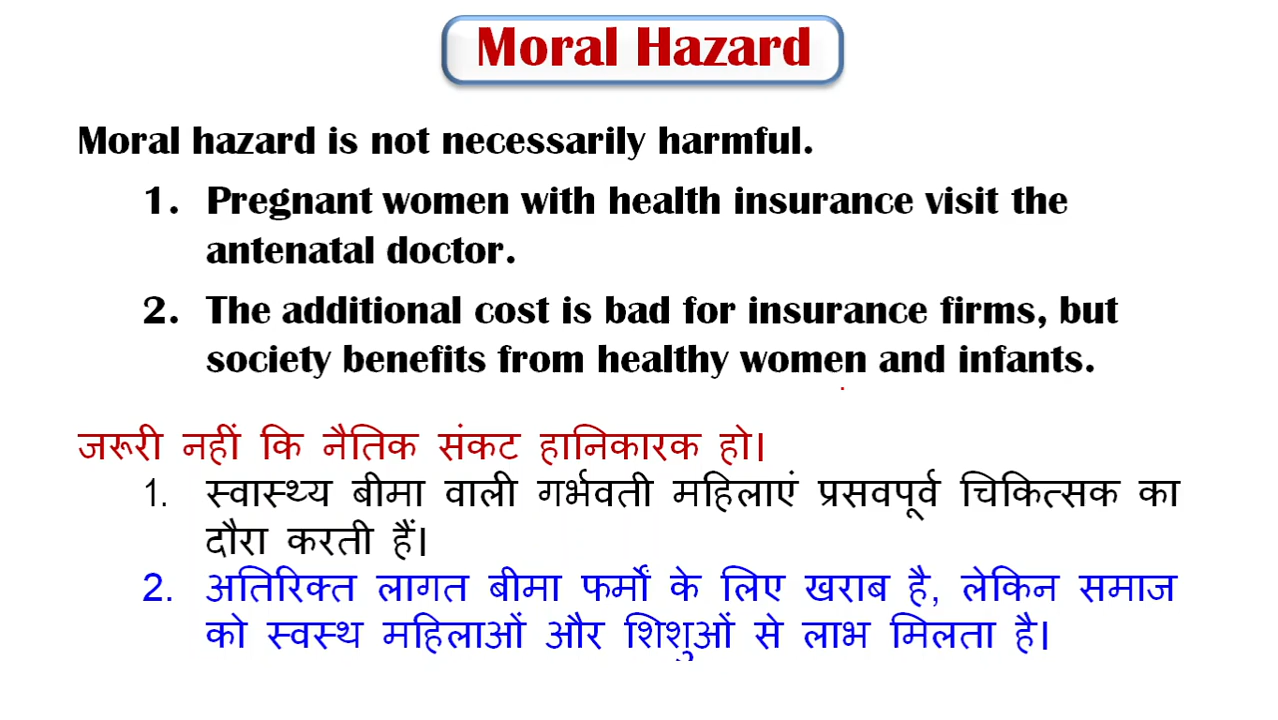 Moral Hazard
Moral hazard is not necessarily harmful.
1. Pregnant women with health insurance visit the
antenatal doctor.
2. The additional cost is bad for insurance firms, but
society benefits from healthy women and infants.
जरूरी नहीं कि नैतिक संकट हानिकारक हो।
1. स्वास्थ्य बीमा वाली गर्भवती महिलाएं प्रसवपूर्व चिकित्सक का
दौरा करती हैं।
2. अतिरिक्त लागत बीमा फर्मों के लिए खराब है, लेकिन समाज
को स्वस्थ महिलाओं और शिशुओं से लाभ मिलता है।